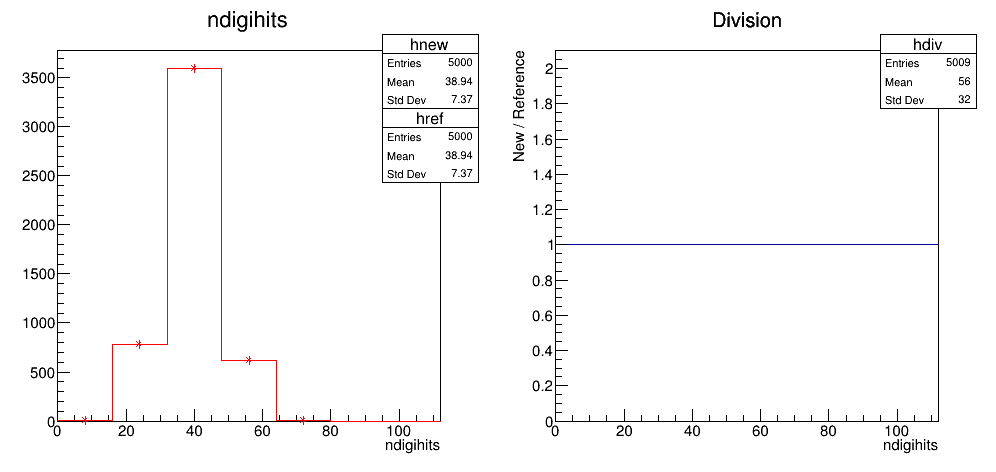 ndigihits
hnew
Entries 5000
Mean 38.94
Std Dev 7.37
href
Entries 5000
Mean 38.94
Std Dev 7.37
3500
3000
2500
2000
1500
1000
500
0
0 20 40 60 80 100
ndigihits
Division
hdiv
Entries 5009
Mean 56
Std Dev 32
New / Reference
2
1.8
1.6
1.4
1.2
1
0.8
0.6
0.4
0.2
0
0 20 40 60 80 100
ndigihits